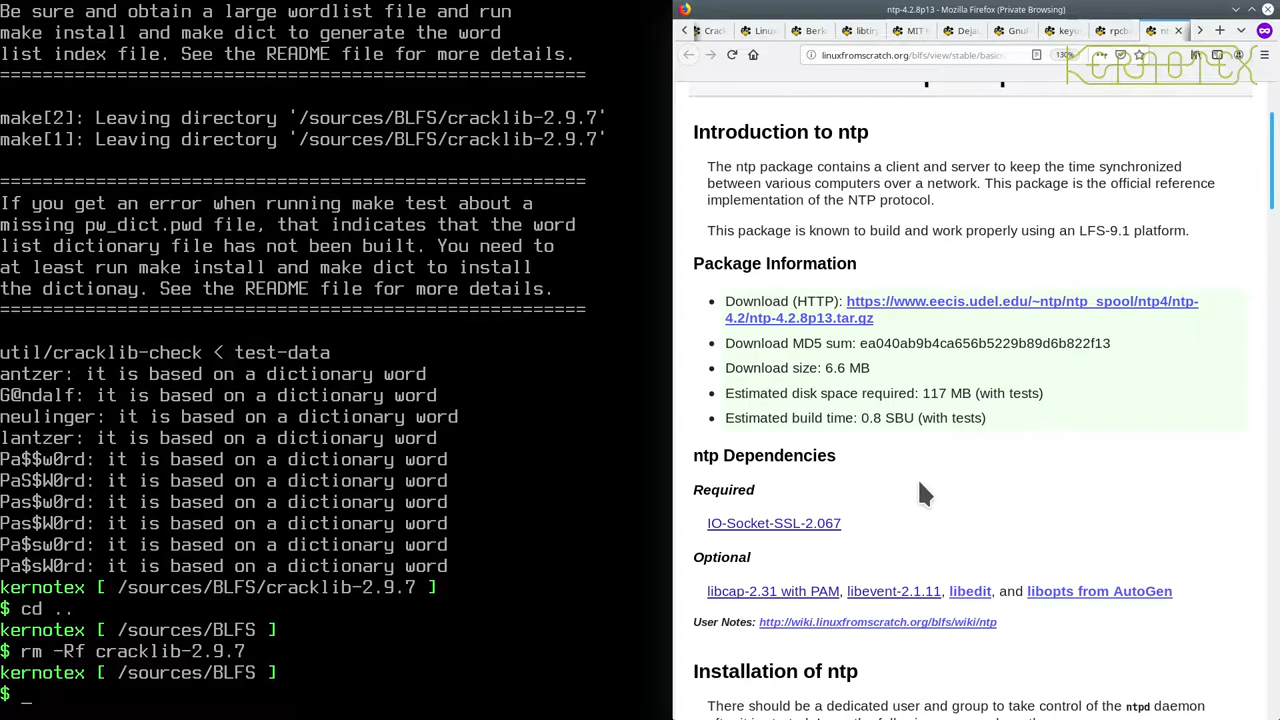 Be sure and obtain a large wordlist file and run
make install and make dict to generate the word
list index file. See the README file for more details.
=======================================================
make[2]: Leaving directory '/sources/BLFS/cracklib-2.9.7'
make[1]: Leaving directory '/sources/BLFS/cracklib-2.9.7'
=======================================================
If you get an error when running make test about a
missing pw_dict.pwd file, that indicates that the word
list dictionary file has not been built. You need to
at least run make install and make dict to install
the dictionay. See the README file for more details.
=======================================================
util/cracklib-check < test-data
antzer: it is based on a dictionary word
G@ndalf: it is based on a dictionary word
neulinger: it is based on a dictionary word
lantzer: it is based on a dictionary word
Pa$$w0rd: it is based on a dictionary word
PaS$W0rd: it is based on a dictionary word
Pas$w0rd: it is based on a dictionary word
Pas$W0rd: it is based on a dictionary word
Pa$sw0rd: it is based on a dictionary word
Pa$sW0rd: it is based on a dictionary word
kernotex [ /sources/BLFS/cracklib-2.9.7 ]
$ cd ..
kernotex [ /sources/BLFS ]
$ rm -Rf cracklib-2.9.7
kernotex [ /sources/BLFS ]
$ _
ntp-4.2.8p13 - Mozilla Firefox (Private Browsing)
Crack Linux Berk libtir MIT Deja GnuP keyu rpcb nt
linuxfromscratch.org/blfs/view/stable/basic 130%
KERNOTEX
Introduction to ntp
The ntp package contains a client and server to keep the time synchronized
between various computers over a network. This package is the official reference
implementation of the NTP protocol.
This package is known to build and work properly using an LFS-9.1 platform.
Package Information
• Download (HTTP): https://www.eecis.udel.edu/~ntp/ntp_spool/ntp4/ntp-
4.2/ntp-4.2.8p13.tar.gz
• Download MD5 sum: ea040ab9b4ca656b5229b89d6b822f13
• Download size: 6.6 MB
• Estimated disk space required: 117 MB (with tests)
• Estimated build time: 0.8 SBU (with tests)
ntp Dependencies
Required
IO-Socket-SSL-2.067
Optional
libcap-2.31 with PAM, libevent-2.1.11, libedit, and libopts from AutoGen
User Notes: http://wiki.linuxfromscratch.org/blfs/wiki/ntp
Installation of ntp
There should be a dedicated user and group to take control of the ntpd daemon